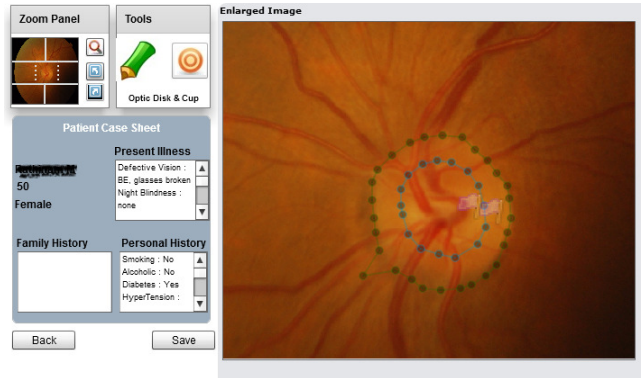 Zoom Panel
Tools
Optic Disk & Cup
Patient Case Sheet
50
Female
Present Illness
Defective Vision :
BE, glasses broken
Night Blindness :
none
Family History
Personal History
Smoking : No
Alcoholic : No
Diabetes : Yes
HyperTension :
Back
Save
Enlarged Image